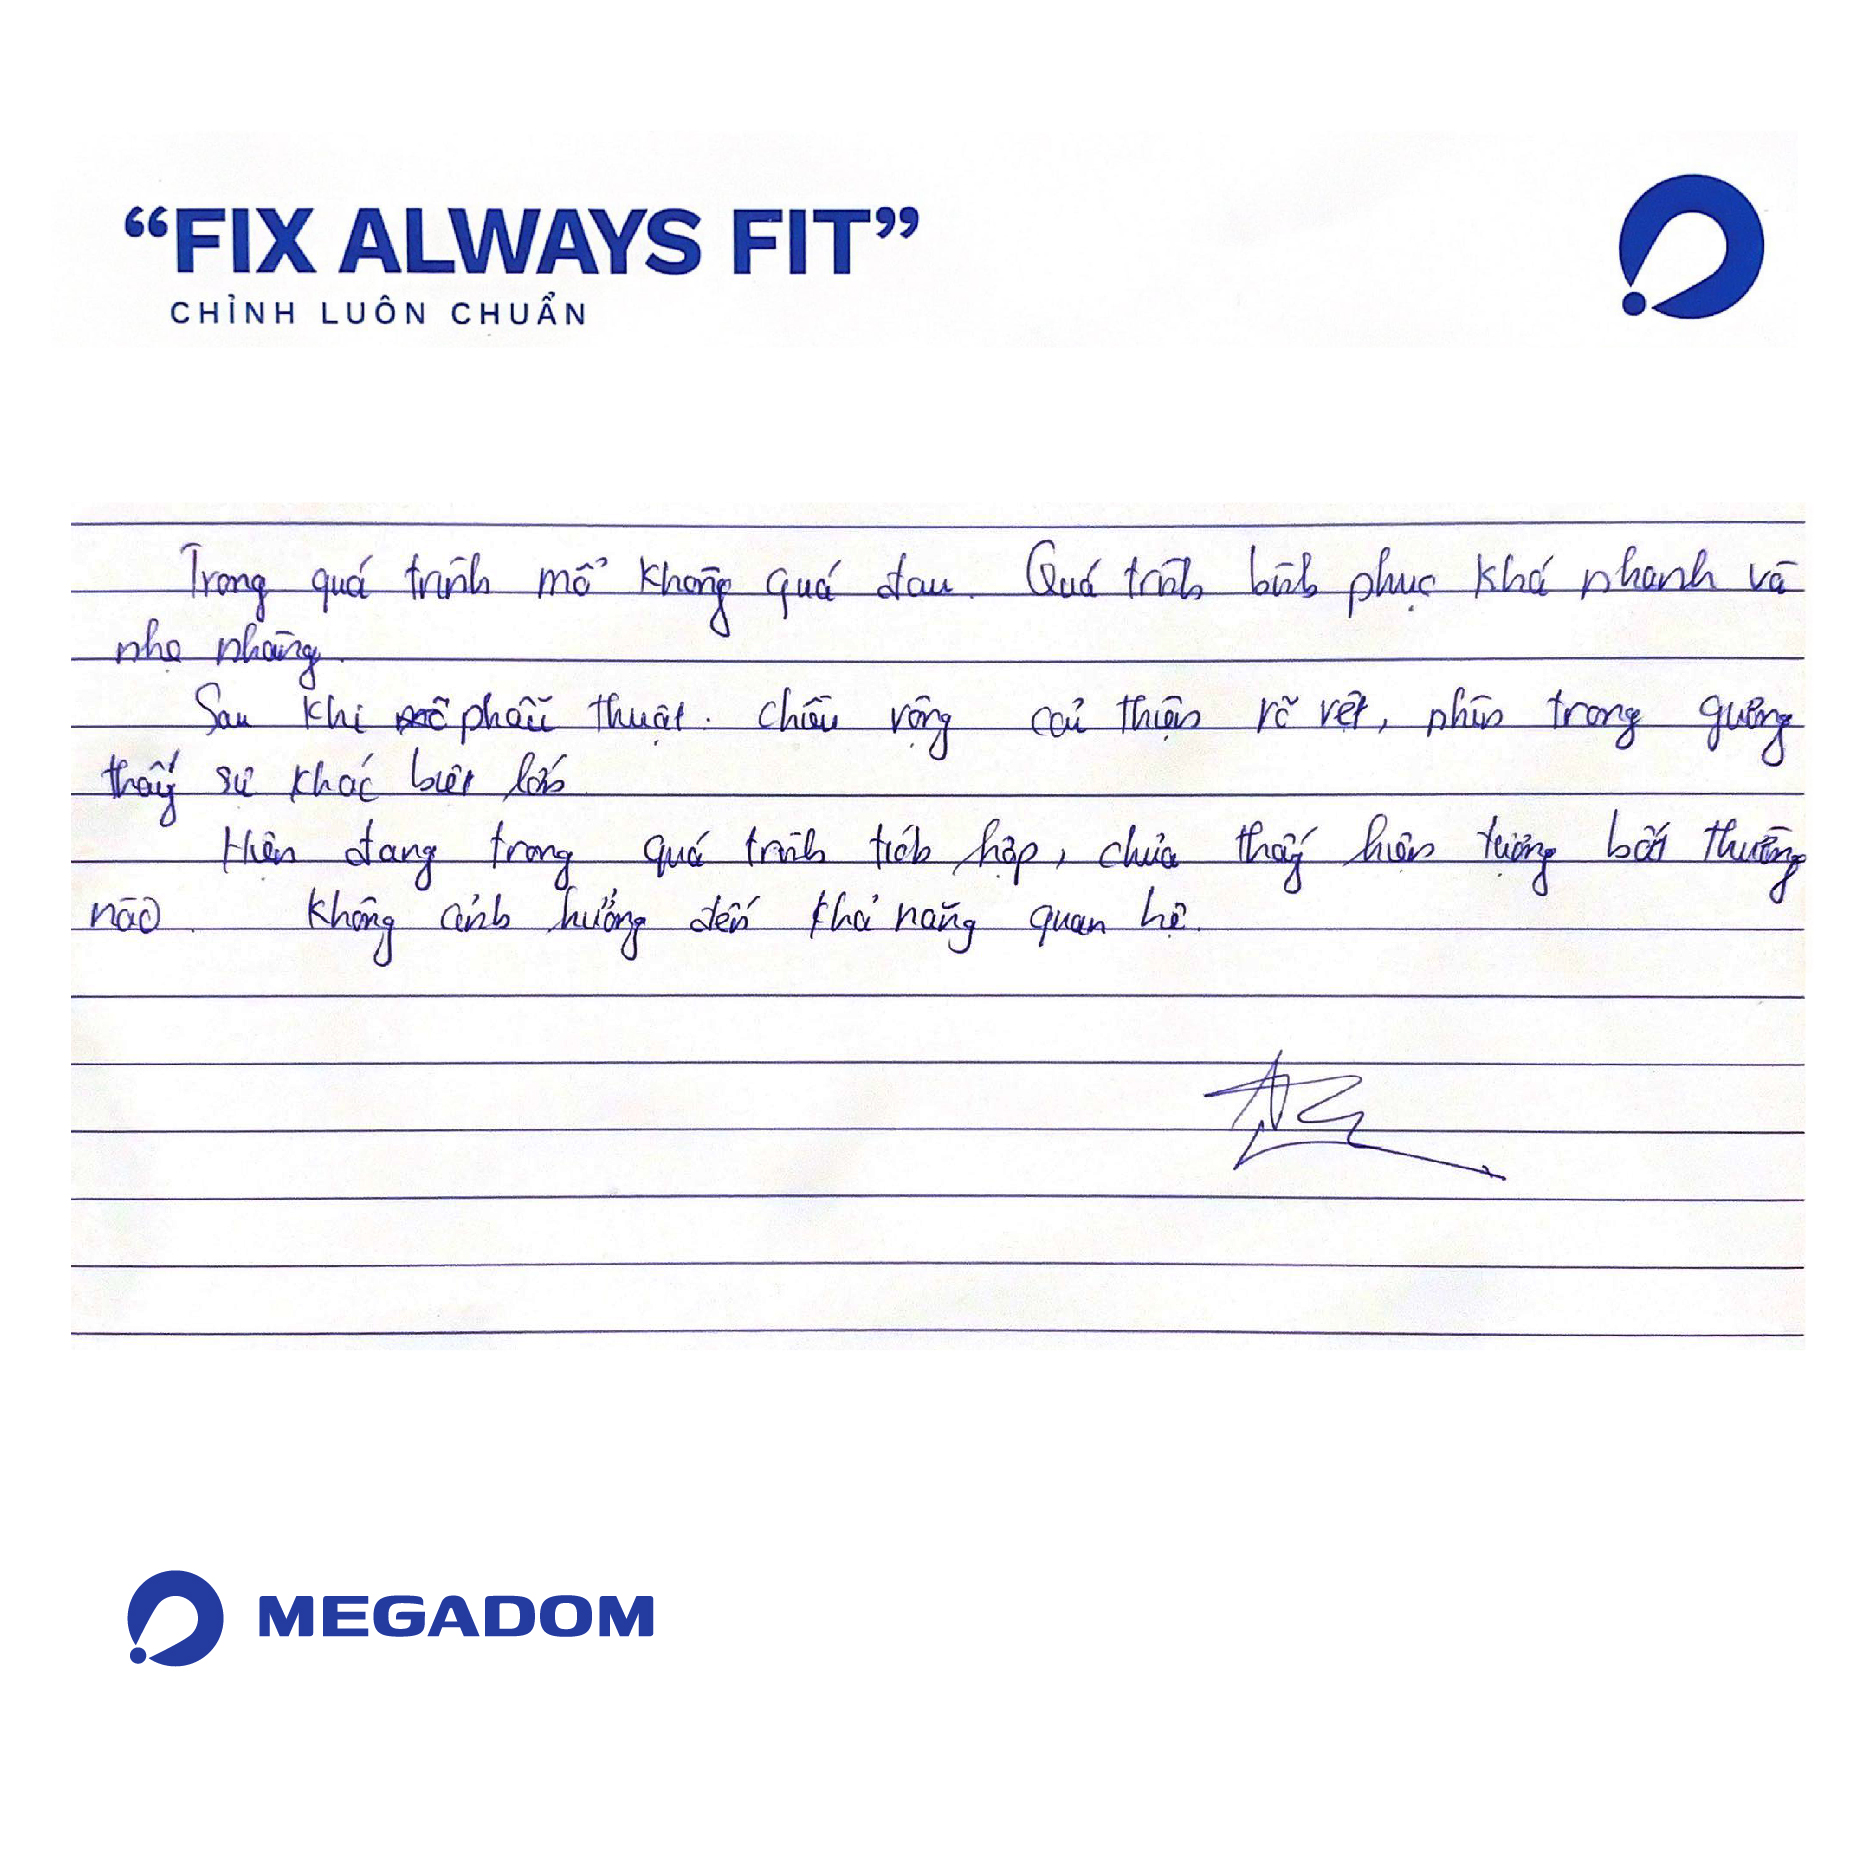 “FIX ALWAYS FIT”
CHỈNH LUÔN CHUẨN
Trong quá trình mổ không quá đau. Quá trình bình phục khá nhanh và
nhẹ nhàng.
Sau khi phẫu thuật. chiều rộng cải thiện rõ rệt, nhìn trong gương
thấy sự khác biệt lớn
Hiện đang trong quá trình tích hợp, chưa thấy hiện tượng bất thường
nào. Không ảnh hưởng đến khả năng quan hệ.
MEGADOM